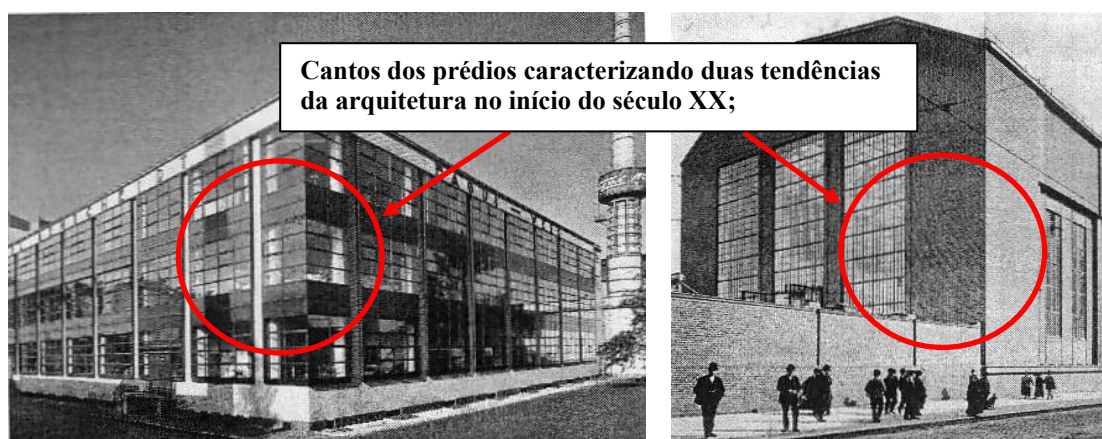 Cantos dos prédios caracterizando duas tendências
da arquitetura no início do século XX;